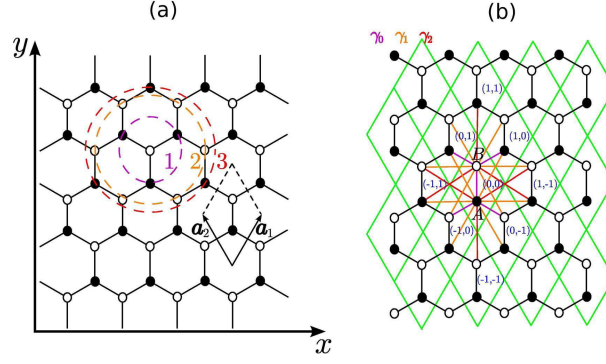 (a)
y
1 2 3
a₂ a₁
x
(b)
γ₀ γ₁ γ₂
(1,1)
(0,1) (1,0)
B
(-1,1) (0,0) (1,-1)
A
(-1,0) (0,-1)
(-1,-1)